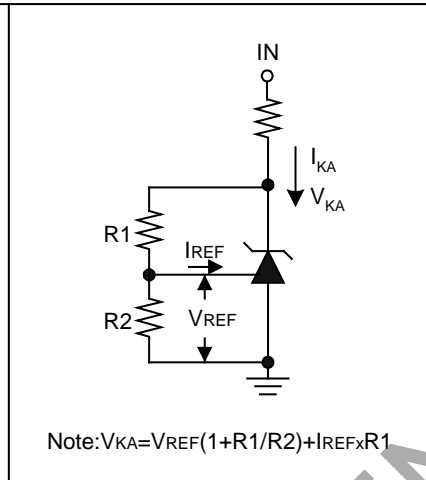 IN
IKA
VKA
R1
IREF
R2
VREF
Note:VKA=VREF(1+R1/R2)+IREFxR1